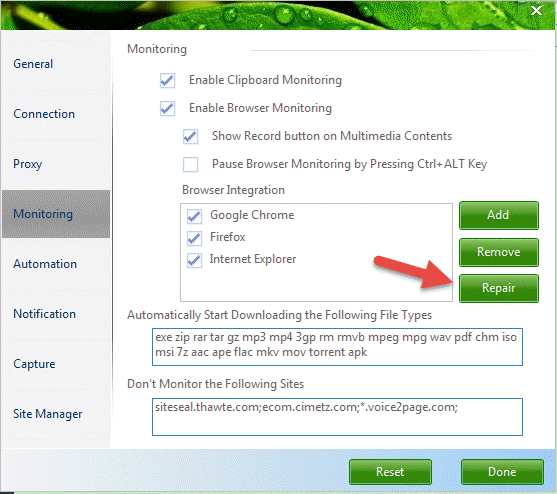 Monitoring
General
Connection
Proxy
Monitoring
Automation
Notification
Capture
Site Manager
Enable Clipboard Monitoring
Enable Browser Monitoring
Show Record button on Multimedia Contents
Pause Browser Monitoring by Pressing Ctrl+ALT Key
Browser Integration
Google Chrome
Firefox
Internet Explorer
Add
Remove
Repair
Automatically Start Downloading the Following File Types
exe zip rar tar gz mp3 mp4 3gp rm rmvb mpeg mpg wav pdf chm iso
msi 7z aac ape flac mkv mov torrent apk
Don't Monitor the Following Sites
siteseal.thawte.com;ecom.cimetz.com;*.voice2page.com;
Reset
Done